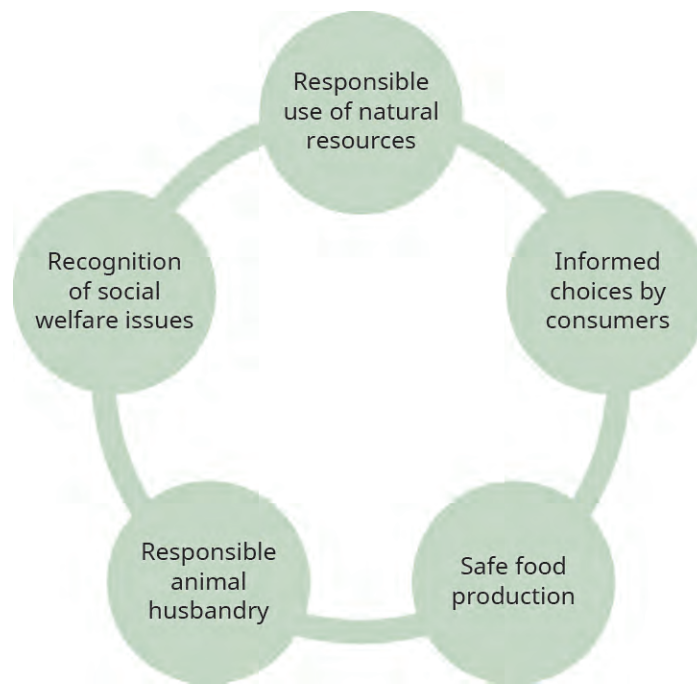 Responsible
use of natural
resources
Informed
choices by
consumers
Safe food
production
Responsible
animal
husbandry
Recognition
of social
welfare issues